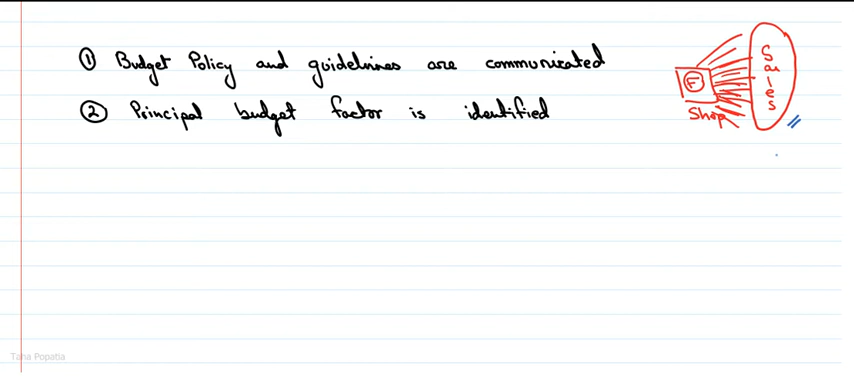 ① Budget Policy and guidelines are communicated
② Principal budget factor is identified
F
Shop
Sales
Taha Popatia